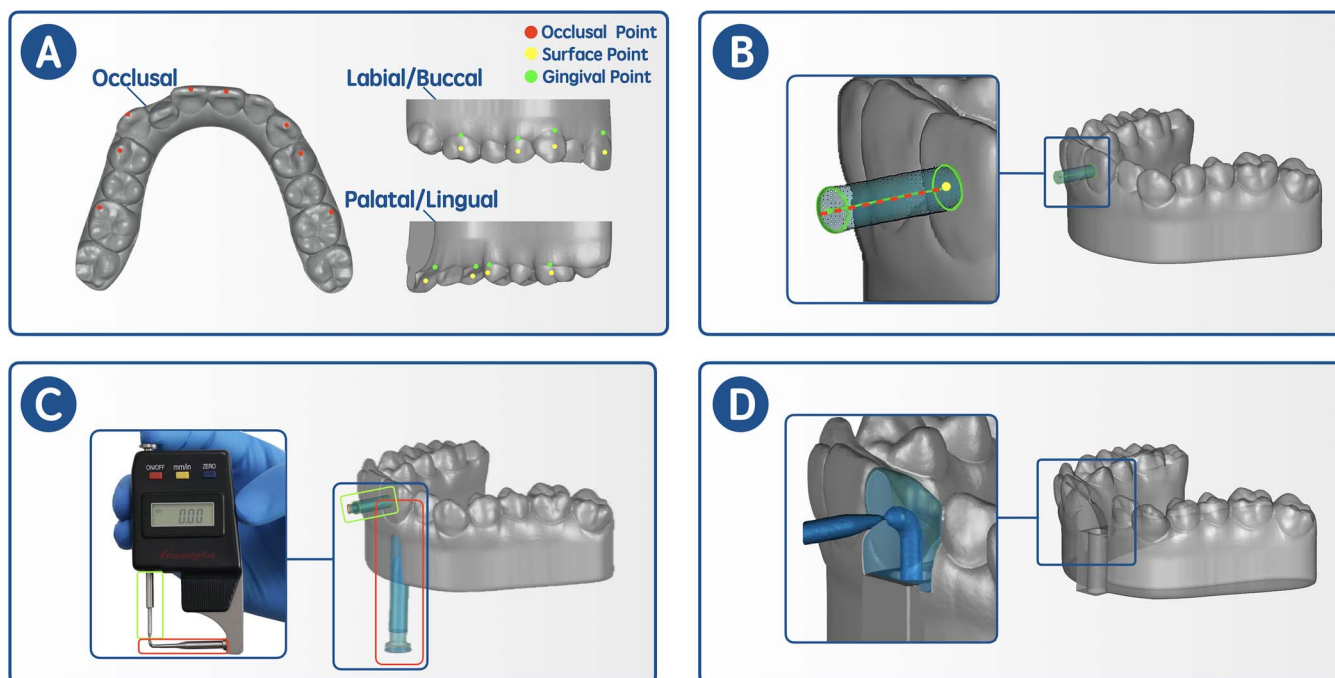 A
Occlusal
Labial/Buccal
Occlusal Point
Surface Point
Gingival Point
Palatal/Lingual
B
C
ON/OFF mm/in ZERO
0.00
D